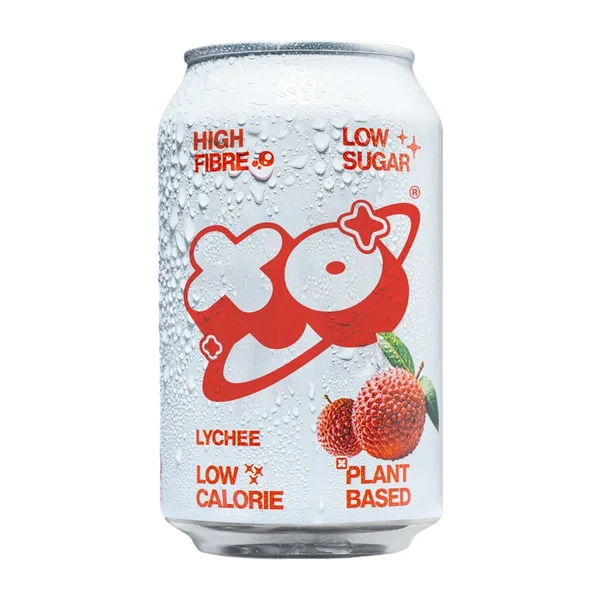 HIGH
FIBRE
LOW
SUGAR
®
XO
LYCHEE
LOW
CALORIE
PLANT
BASED